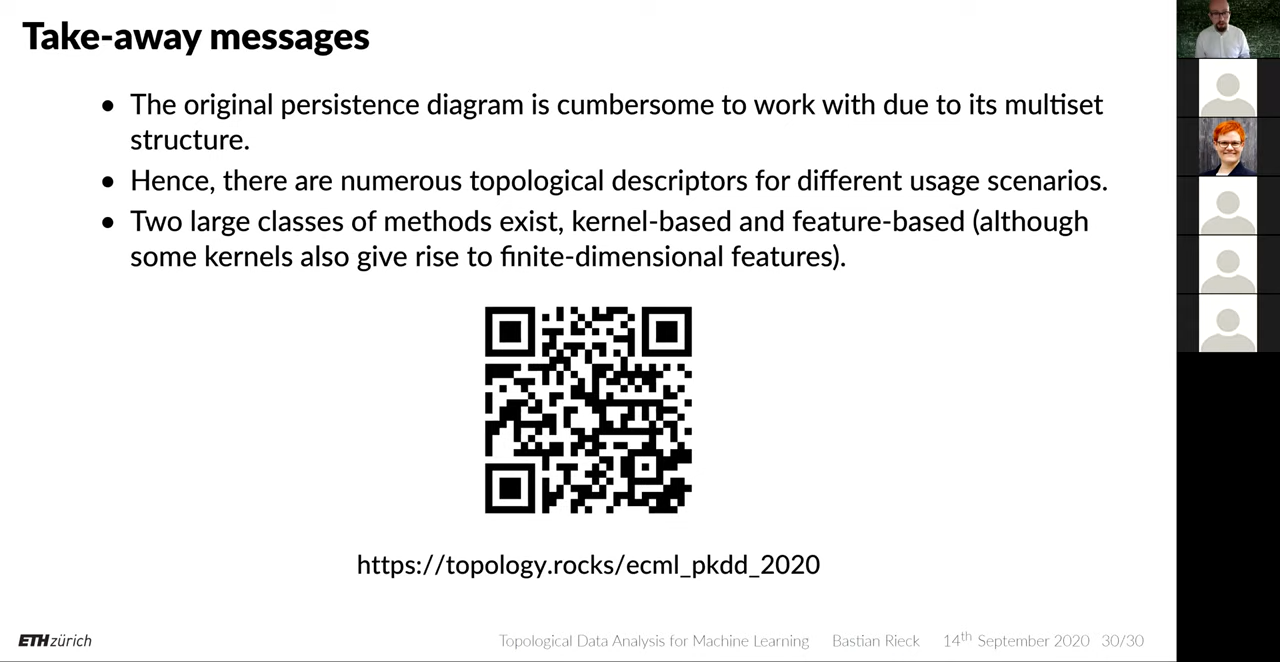 Take-away messages
• The original persistence diagram is cumbersome to work with due to its multiset
structure.
• Hence, there are numerous topological descriptors for different usage scenarios.
• Two large classes of methods exist, kernel-based and feature-based (although
some kernels also give rise to finite-dimensional features).
https://topology.rocks/ecml_pkdd_2020
ETH zürich
Topological Data Analysis for Machine Learning Bastian Rieck 14th September 2020 30/30